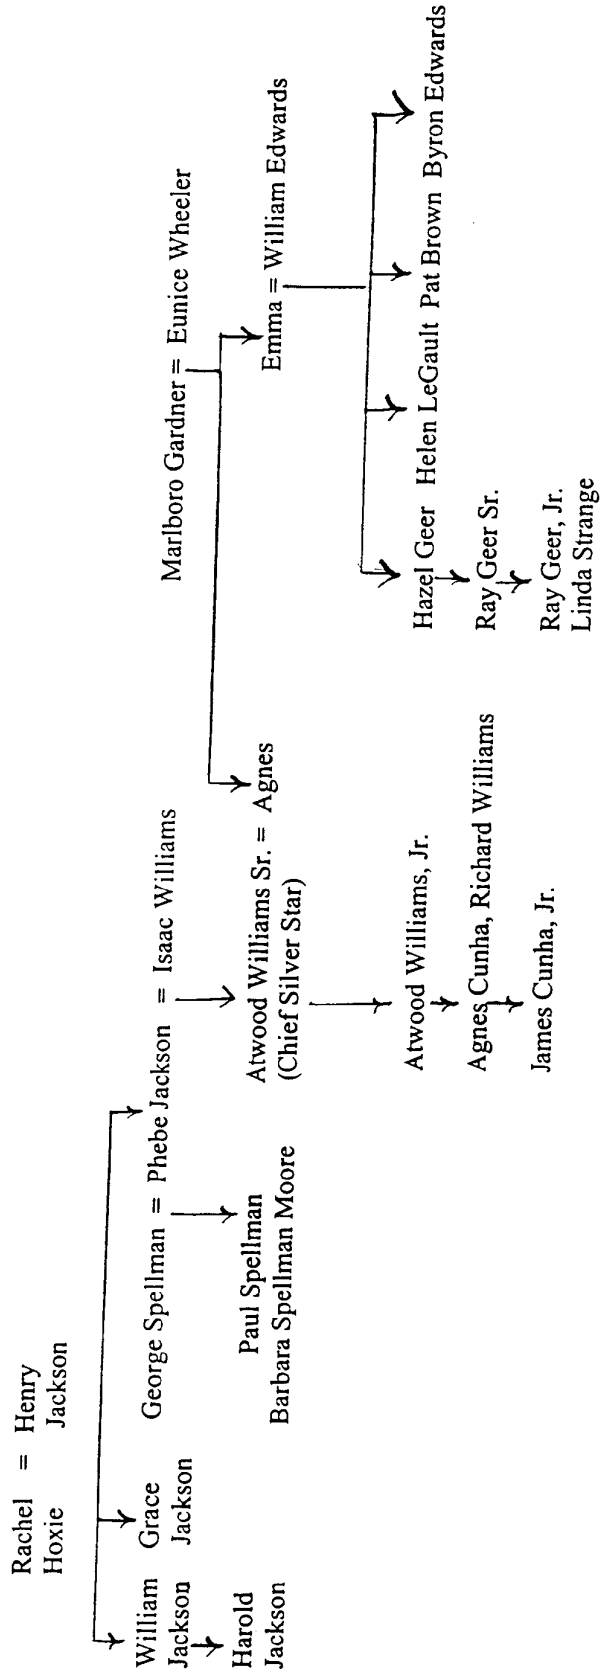 Rachel = Henry
Hoxie Jackson
Marlboro Gardner = Eunice Wheeler
William Grace George Spellman = Phebe Jackson = Isaac Williams
Jackson Jackson
Harold
Jackson
Paul Spellman
Barbara Spellman Moore
Atwood Williams Sr. = Agnes
(Chief Silver Star)
Emma = William Edwards
Atwood Williams, Jr.
Agnes Cunha, Richard Williams
James Cunha, Jr.
Hazel Geer Helen LeGault Pat Brown Byron Edwards
Ray Geer Sr.
Ray Geer, Jr.
Linda Strange